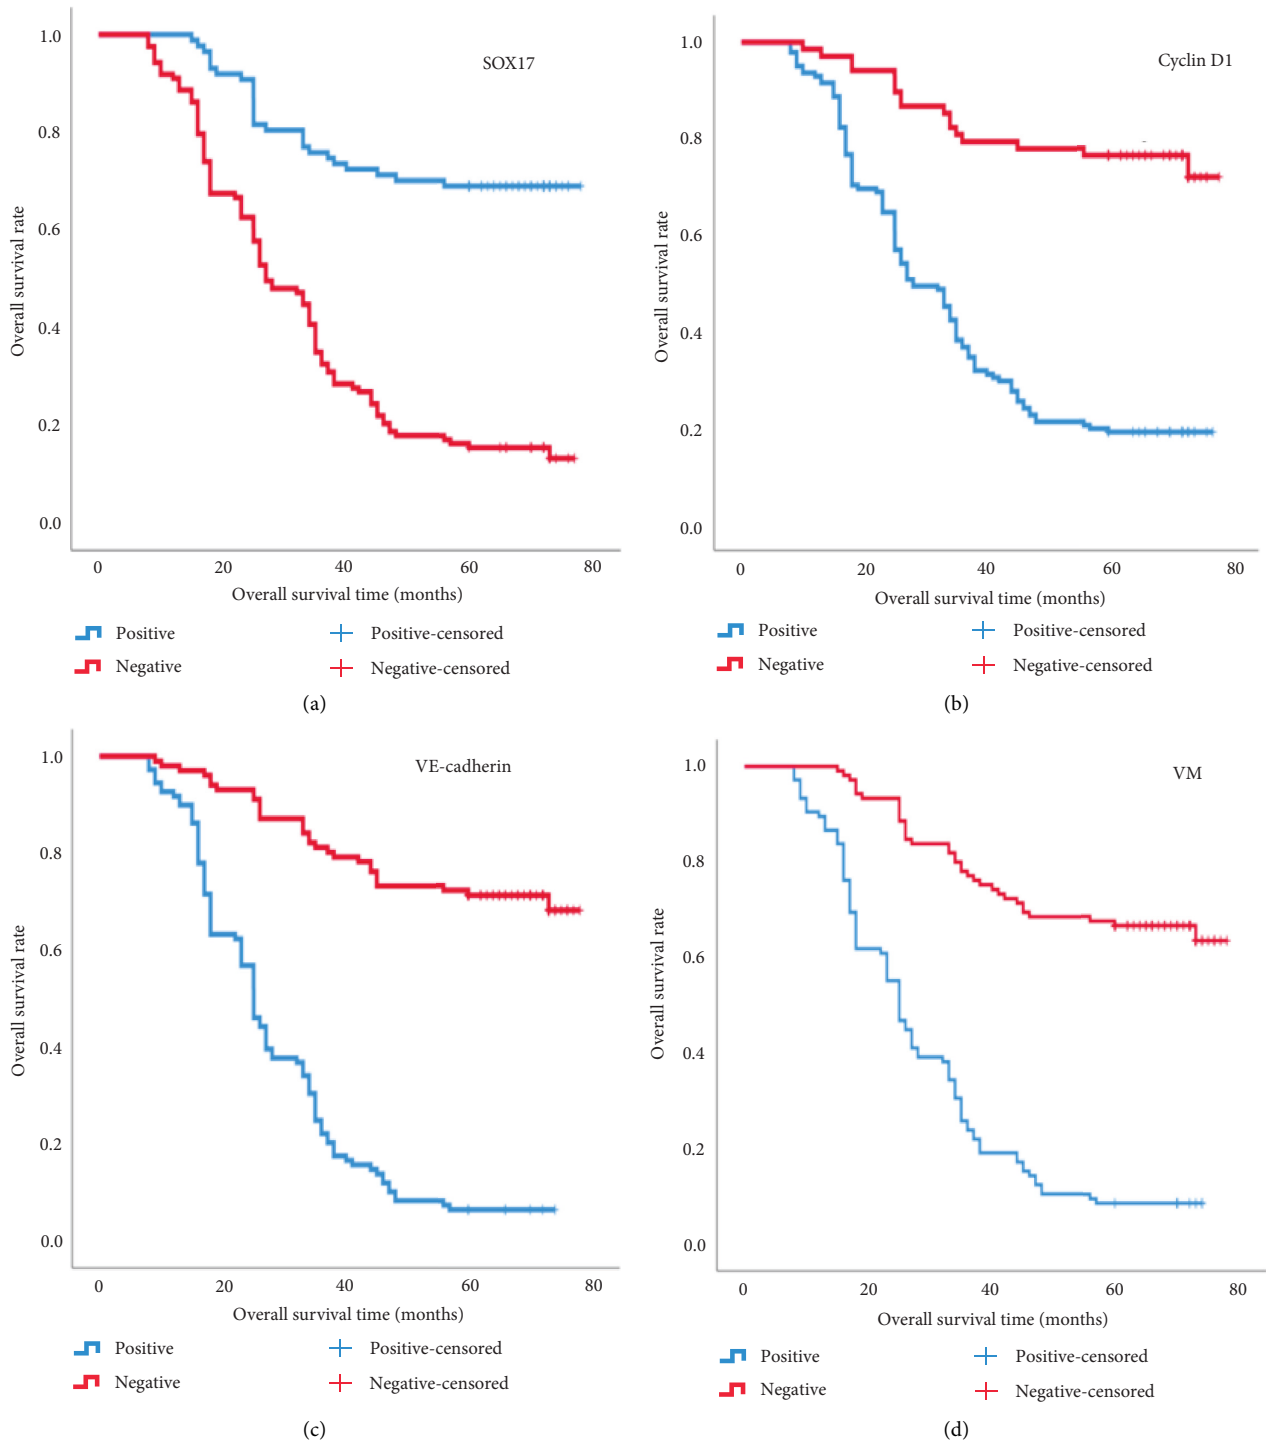 SOX17
Overall survival rate
1.0
0.8
0.6
0.4
0.2
0.0
0 20 40 60 80
Overall survival time (months)
Positive Positive-censored
Negative Negative-censored
(a)
Cyclin D1
Overall survival rate
1.0
0.8
0.6
0.4
0.2
0.0
0 20 40 60 80
Overall survival time (months)
Positive Positive-censored
Negative Negative-censored
(b)
VE-cadherin
Overall survival rate
1.0
0.8
0.6
0.4
0.2
0.0
0 20 40 60 80
Overall survival time (months)
Positive Positive-censored
Negative Negative-censored
(c)
VM
Overall survival rate
1.0
0.8
0.6
0.4
0.2
0.0
0 20 40 60 80
Overall survival time (months)
Positive Positive-censored
Negative Negative-censored
(d)